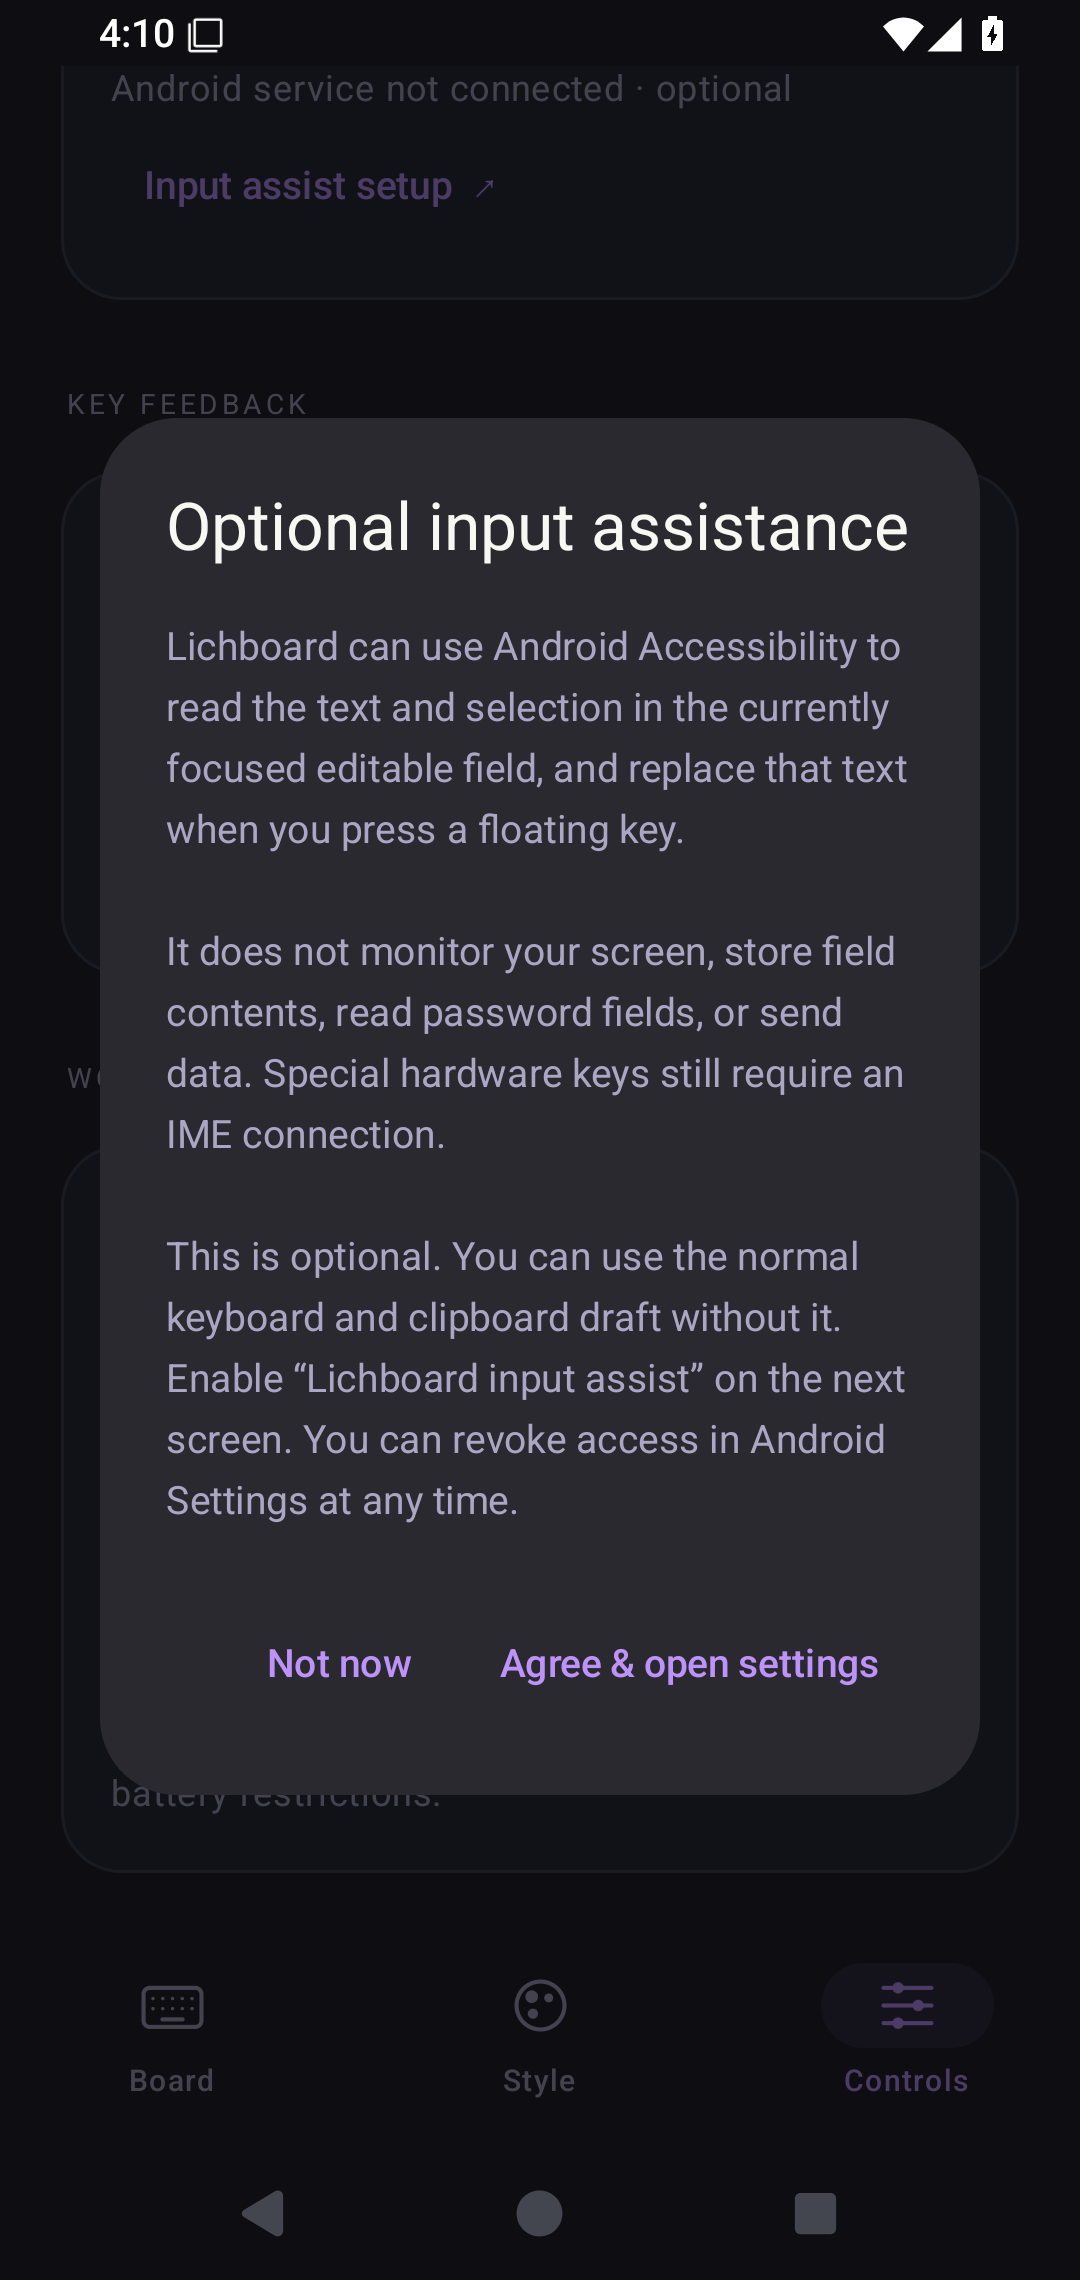 4:10
Android service not connected · optional
Input assist setup ↗
KEY FEEDBACK
Optional input assistance
Lichboard can use Android Accessibility to
read the text and selection in the currently
focused editable field, and replace that text
when you press a floating key.
It does not monitor your screen, store field
contents, read password fields, or send
data. Special hardware keys still require an
IME connection.
This is optional. You can use the normal
keyboard and clipboard draft without it.
Enable “Lichboard input assist” on the next
screen. You can revoke access in Android
Settings at any time.
Not now Agree & open settings
battery restrictions.
Board Style Controls